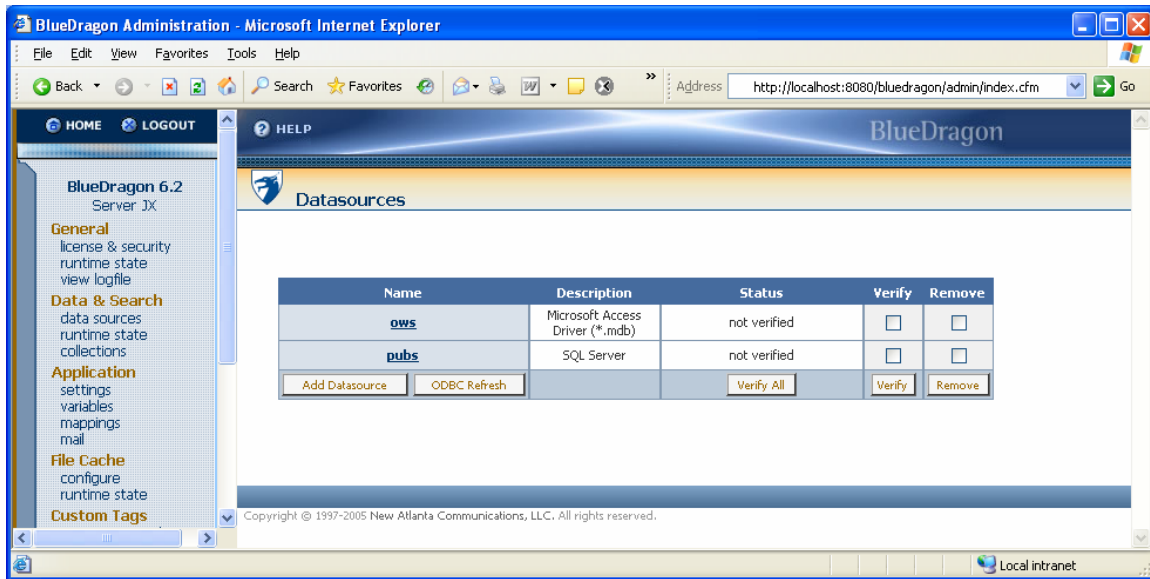 BlueDragon Administration - Microsoft Internet Explorer
File Edit View Favorites Tools Help
Back Search Favorites » Address http://localhost:8080/bluedragon/admin/index.cfm Go
HOME LOGOUT
HELP
BlueDragon
BlueDragon 6.2
Server JX
General
license & security
runtime state
view logfile
Data & Search
data sources
runtime state
collections
Application
settings
variables
mappings
mail
File Cache
configure
runtime state
Custom Tags
Datasources
Name Description Status Verify Remove
ows Microsoft Access Driver (*.mdb) not verified
pubs SQL Server not verified
Add Datasource ODBC Refresh Verify All Verify Remove
Copyright © 1997-2005 New Atlanta Communications, LLC. All rights reserved.
Local intranet